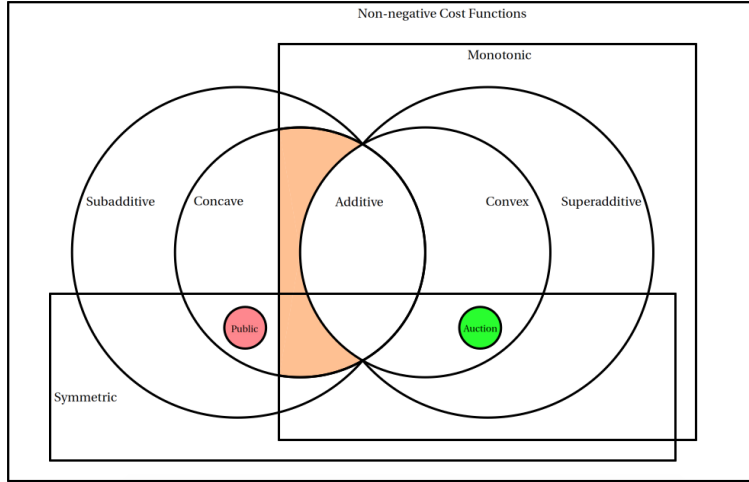 Non-negative Cost Functions
Monotonic
Subadditive
Concave
Additive
Convex
Superadditive
Public
Auction
Symmetric